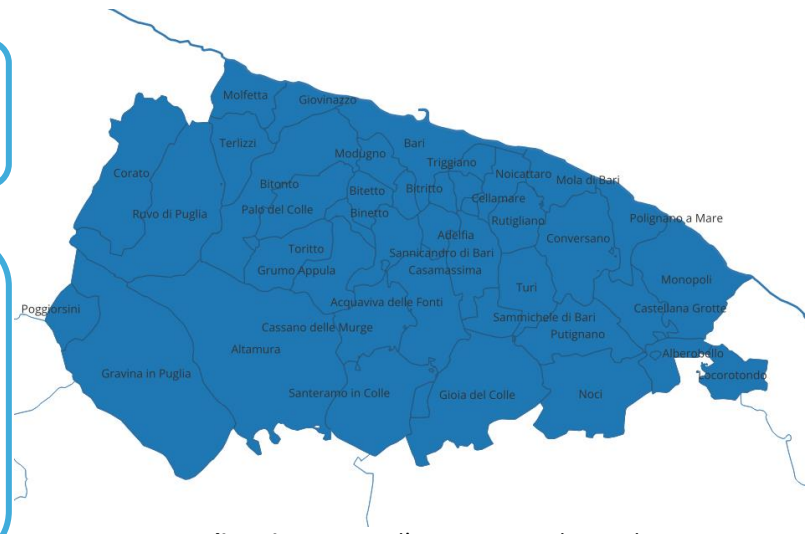 Molfetta
Giovinazzo
Terlizzi
Bari
Modugno
Triggiano
Corato
Noicattaro
Mola di Bari
Bitonto
Bitetto
Bitritto
Cellamare
Ruvo di Puglia
Palo del Colle
Binetto
Rutigliano
Polignano a Mare
Adelfia
Conversano
Toritto
Sannicandro di Bari
Grumo Appula
Casamassima
Monopoli
Turi
Poggiorsini
Acquaviva delle Fonti
Castellana Grotte
Sammichele di Bari
Cassano delle Murge
Putignano
Altamura
Alberobello
Gravina in Puglia
Locorotondo
Santeramo in Colle
Gioia del Colle
Noci